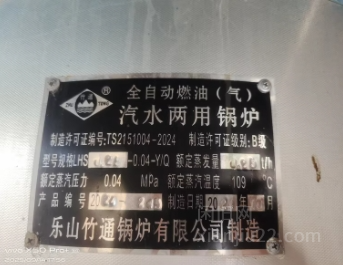 ZHU TONG ®
全自动燃油(气)
汽水两用锅炉
制造许可证编号:TS2151004-2024 制造许可证级别:B级
型号规格LHS -0.04-Y/Q 额定蒸发量 t/h
额定蒸汽压力 0.04 MPa 额定蒸汽温度 109 ℃
产品编号 制造日期 月
乐山竹通锅炉有限公司制造